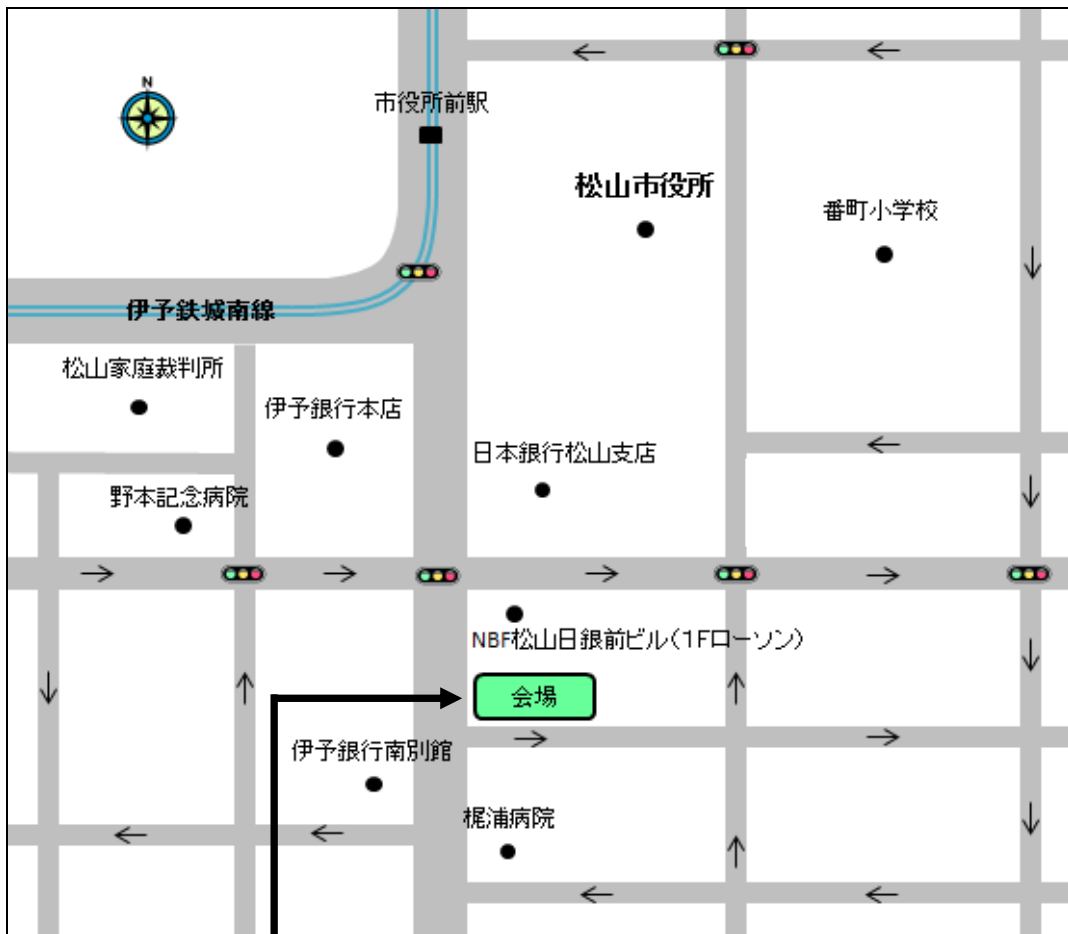 N
市役所前駅
松山市役所
番町小学校
伊予鉄城南線
松山家庭裁判所
伊予銀行本店
日本銀行松山支店
野本記念病院
NBF松山日銀前ビル(1Fローソン)
会場
伊予銀行南別館
梶浦病院